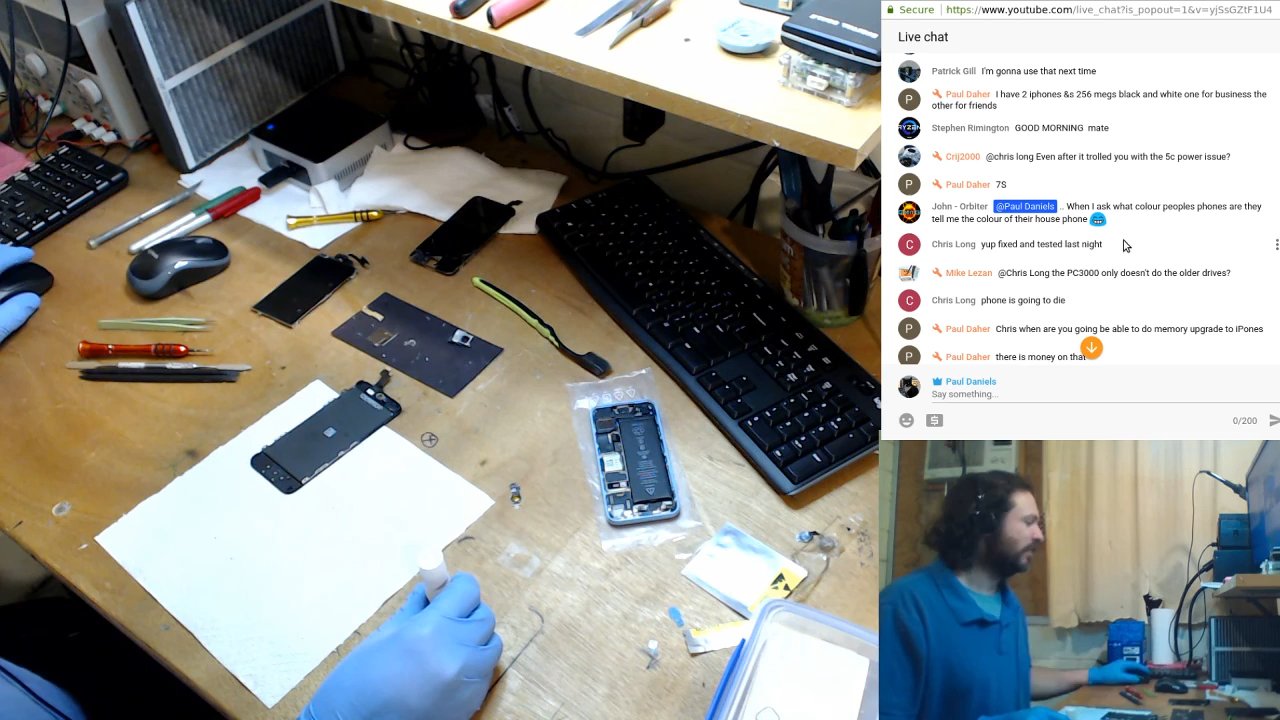 Secure https://www.youtube.com/live_chat?is_popout=1&v=yjSsGZtF1U4
Live chat
Patrick Gill I'm gonna use that next time
P Paul Daher I have 2 iphones &s 256 megs black and white one for business the
other for friends
RYZEN Stephen Rimington GOOD MORNING mate
Crij2000 @chris long Even after it trolled you with the 5c power issue?
P Paul Daher 7S
John - Orbiter @Paul Daniels .. When I ask what colour peoples phones are they
tell me the colour of their house phone
C Chris Long yup fixed and tested last night
Mike Lezan @Chris Long the PC3000 only doesn't do the older drives?
C Chris Long phone is going to die
P Paul Daher Chris when are you going be able to do memory upgrade to iPones
P Paul Daher there is money on that
Paul Daniels
Say something...
0/200